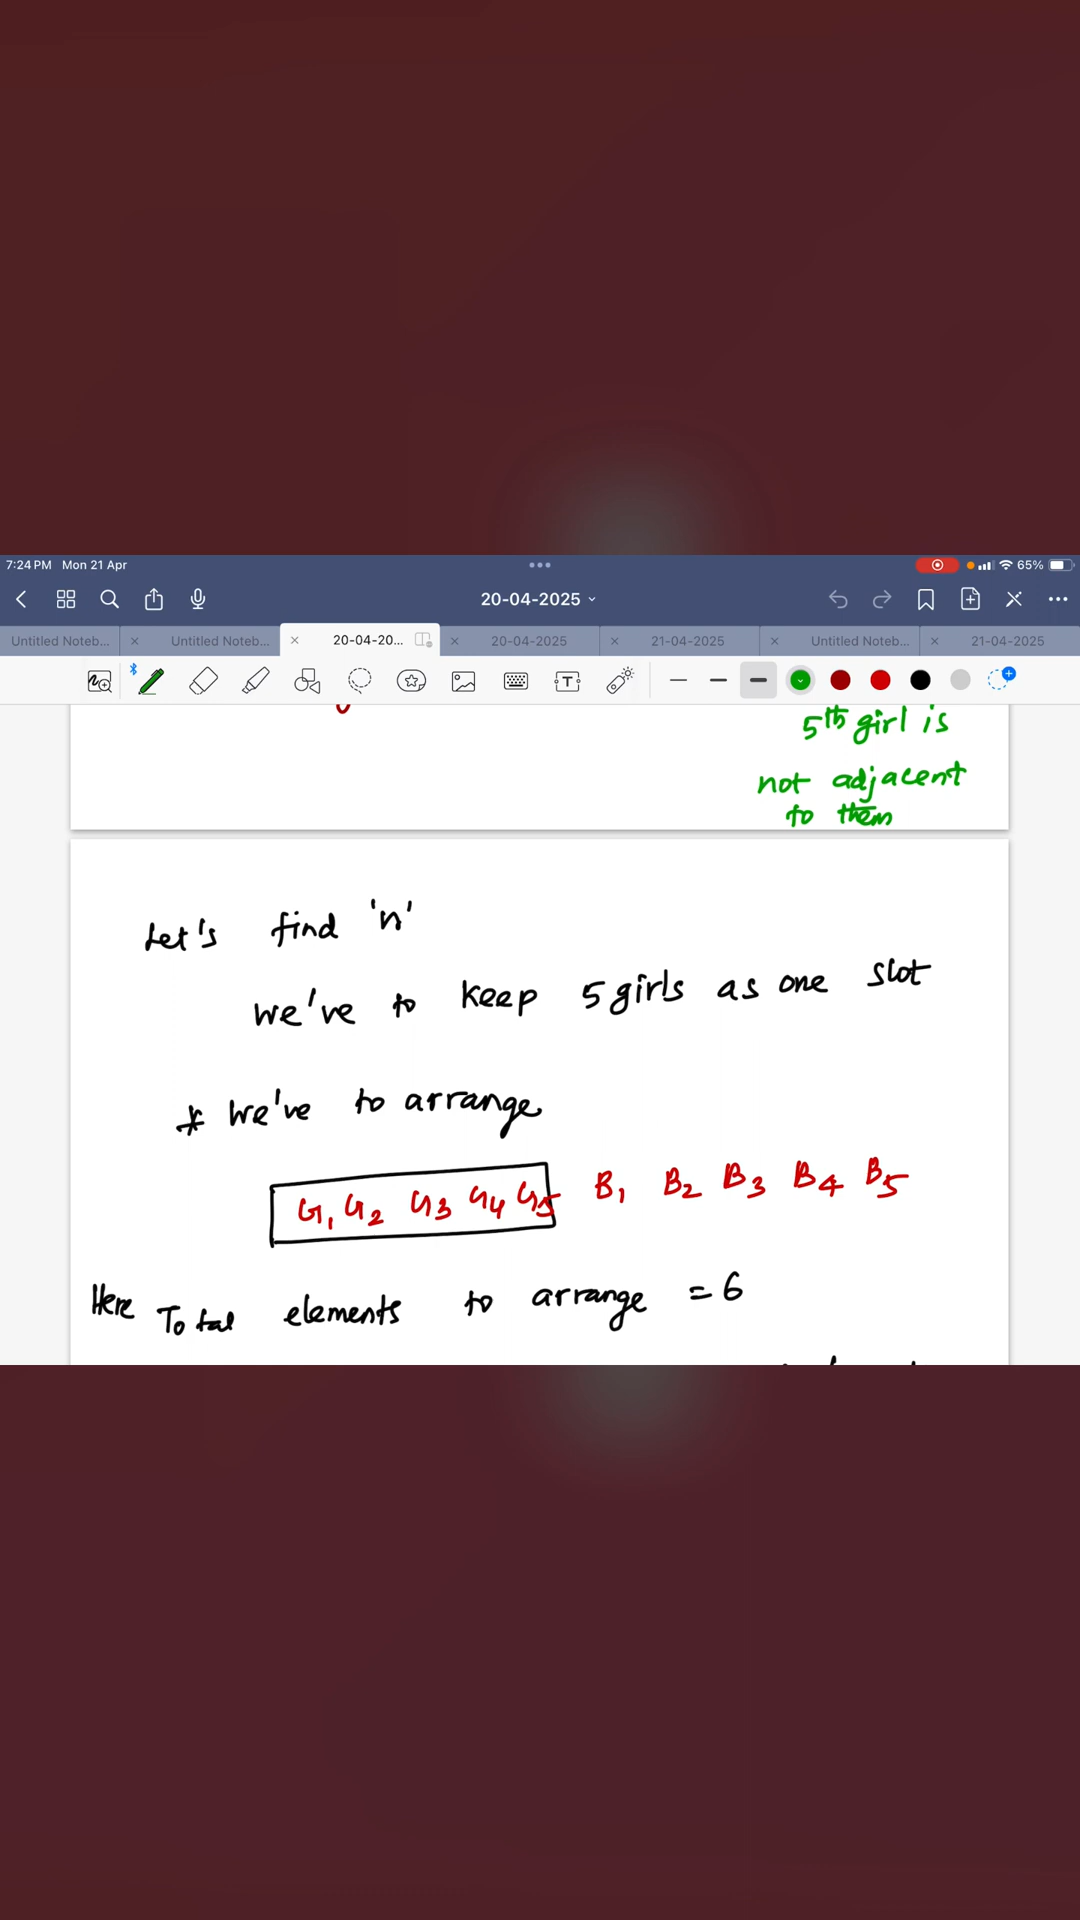 7:24 PM Mon 21 Apr
65%
20-04-2025
Untitled Noteb...
Untitled Noteb...
20-04-20...
20-04-2025
21-04-2025
Untitled Noteb...
21-04-2025
5th girl is
not adjacent
to them
Let's find 'n'
we've to keep 5 girls as one slot
* we've to arrange
G1 G2 G3 G4 G5 B1 B2 B3 B4 B5
Here Total elements to arrange = 6